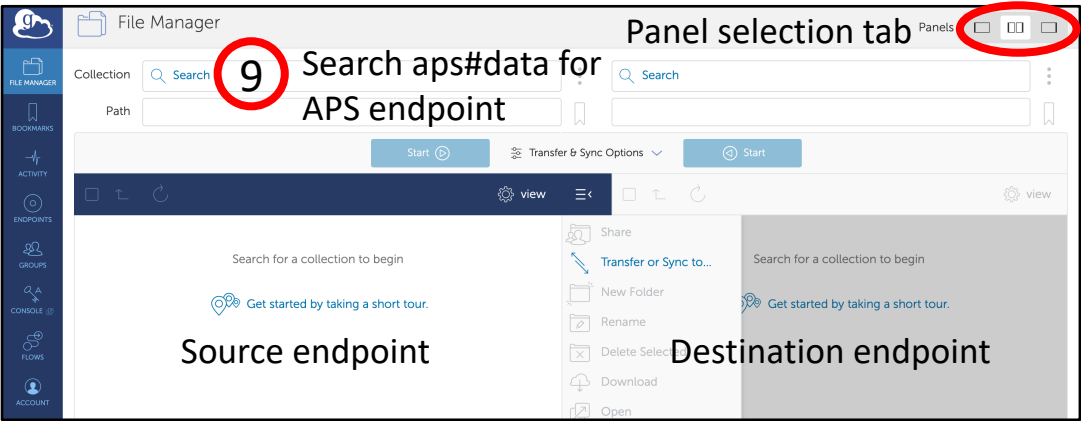 g
File Manager
Panel selection tab
Panels
FILE MANAGER
BOOKMARKS
ACTIVITY
ENDPOINTS
GROUPS
CONSOLE
FLOWS
ACCOUNT
Collection
Search
9
Search aps#data for
APS endpoint
Search
Path
Start
Transfer & Sync Options
Start
view
view
Search for a collection to begin
Get started by taking a short tour.
Source endpoint
Share
Transfer or Sync to...
New Folder
Rename
Delete Selected
Download
Open
Search for a collection to begin
Get started by taking a short tour.
Destination endpoint